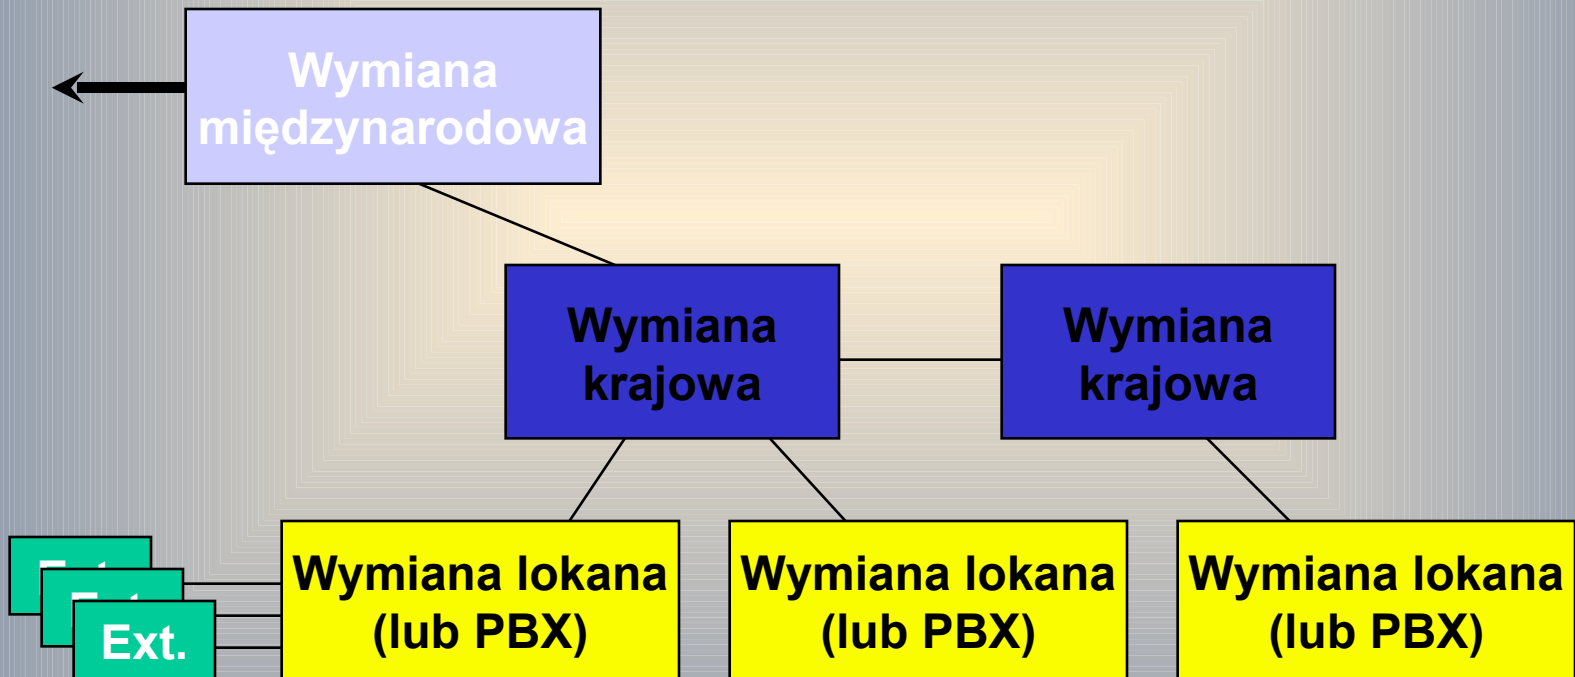 Wymiana
międzynarodowa
Wymiana
krajowa
Wymiana
krajowa
Wymiana lokana
(lub PBX)
Wymiana lokana
(lub PBX)
Wymiana lokana
(lub PBX)
Ext.